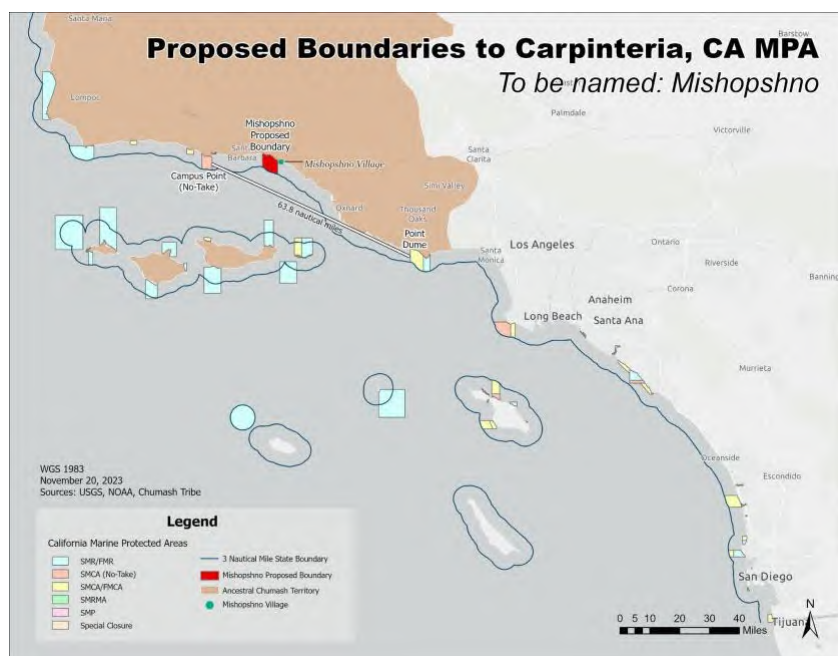 Santa Maria
Barstow
Proposed Boundaries to Carpinteria, CA MPA
To be named: Mishopshno
Lompoc
Palmdale
Victorville
Mishopshno
Proposed
Boundary
Santa
Barbara
Mishopshno Village
Santa
Clarita
Campus Point
(No-Take)
Simi Valley
Oxnard
Thousand
Oaks
63.8 nautical miles
Point
Dume
Santa
Monica
Los Angeles
Ontario
Riverside
Banning
Corona
Anaheim
Long Beach
Santa Ana
Murrieta
Oceanside
Escondido
WGS 1983
November 20, 2023
Sources: USGS, NOAA, Chumash Tribe
Legend
California Marine Protected Areas
SMR/FMR
SMCA (No-Take)
SMCA/FMCA
SMRMA
SMP
Special Closure
3 Nautical Mile State Boundary
Mishopshno Proposed Boundary
Ancestral Chumash Territory
Mishopshno Village
San Diego
Tijuana
N
0 5 10 20 30 40
Miles